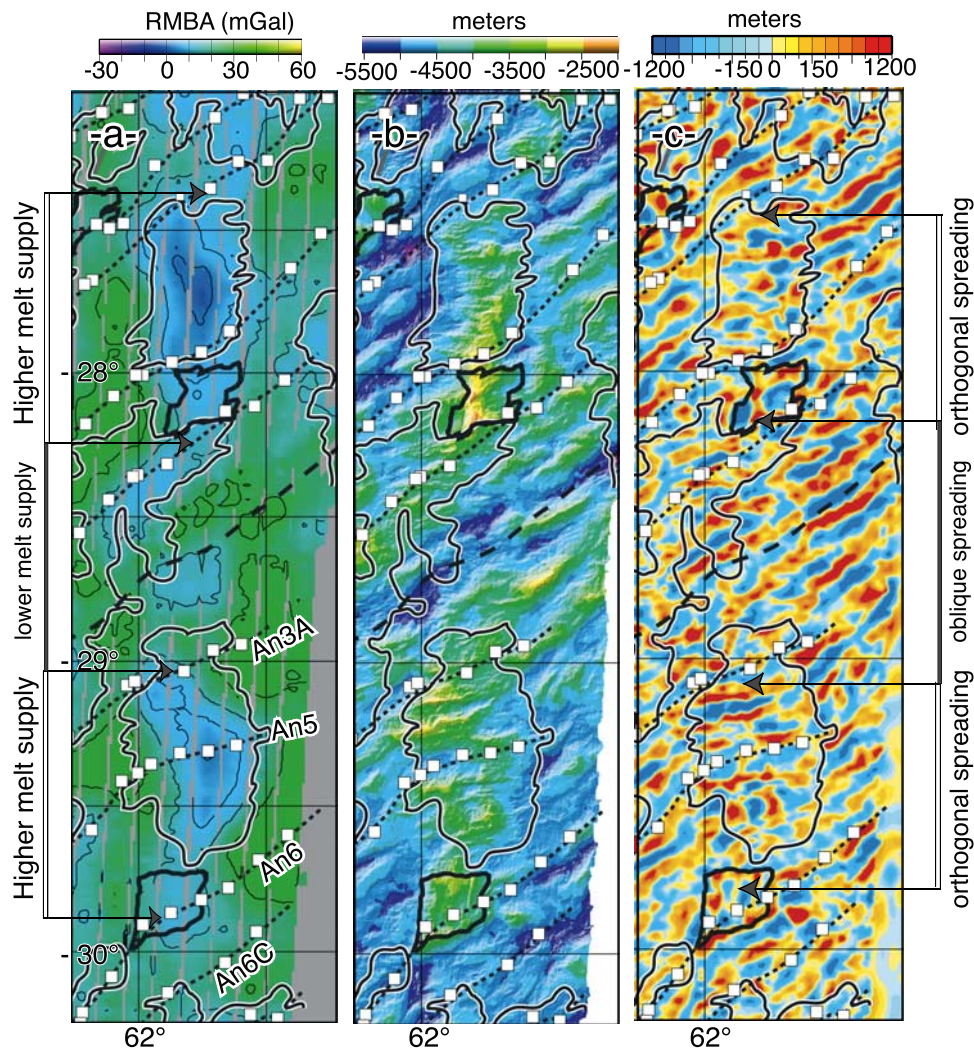 RMBA (mGal)
-30 0 30 60
meters
-5500 -4500 -3500 -2500
meters
-1200 -150 0 150 1200
-a-
-b-
-c-
Higher melt supply
lower melt supply
Higher melt supply
orthogonal spreading
oblique spreading
orthogonal spreading
- 28°
- 29°
- 30°
An3A
An5
An6
An6C
62°
62°
62°